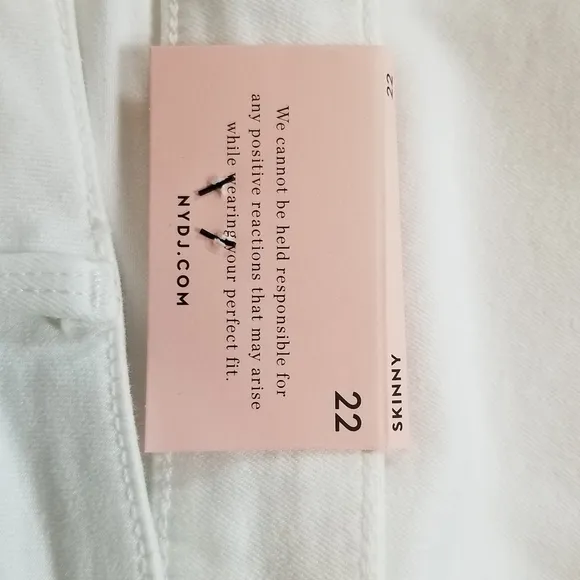 22
SKINNY
22
We cannot be held responsible for
any positive reactions that may arise
while wearing your perfect fit.
NYDJ.COM